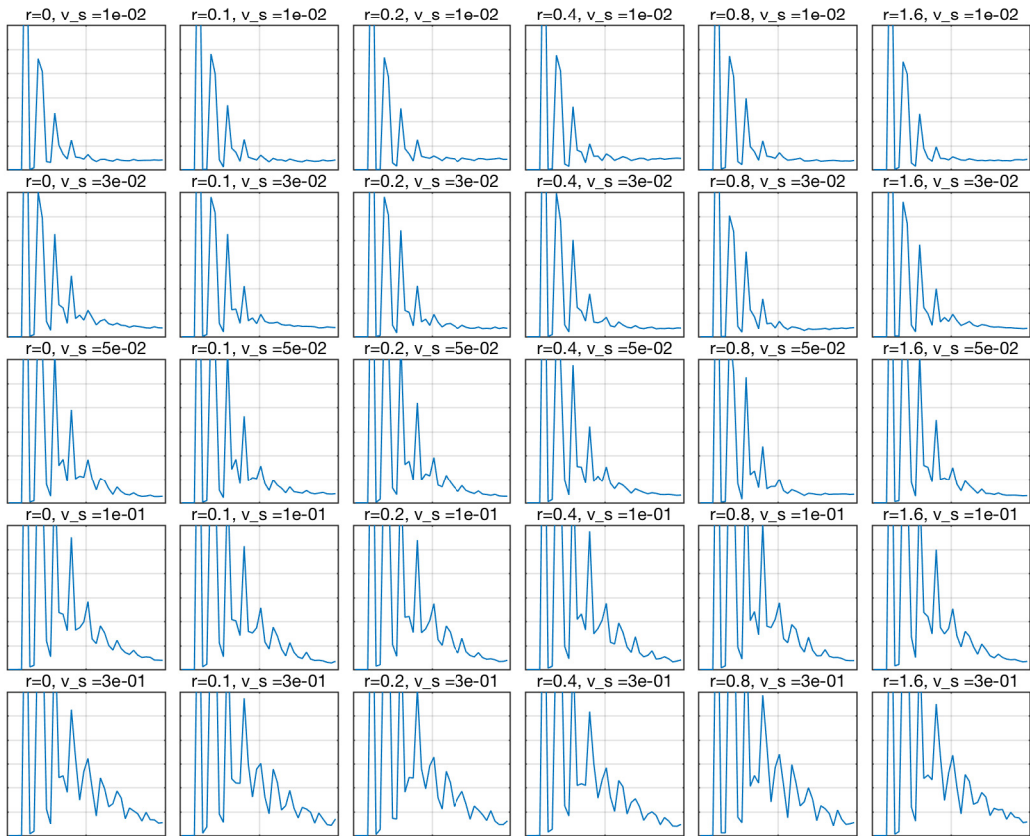 r=0, v_s =1e-02 r=0.1, v_s =1e-02 r=0.2, v_s =1e-02 r=0.4, v_s =1e-02 r=0.8, v_s =1e-02 r=1.6, v_s =1e-02
r=0, v_s =3e-02 r=0.1, v_s =3e-02 r=0.2, v_s =3e-02 r=0.4, v_s =3e-02 r=0.8, v_s =3e-02 r=1.6, v_s =3e-02
r=0, v_s =5e-02 r=0.1, v_s =5e-02 r=0.2, v_s =5e-02 r=0.4, v_s =5e-02 r=0.8, v_s =5e-02 r=1.6, v_s =5e-02
r=0, v_s =1e-01 r=0.1, v_s =1e-01 r=0.2, v_s =1e-01 r=0.4, v_s =1e-01 r=0.8, v_s =1e-01 r=1.6, v_s =1e-01
r=0, v_s =3e-01 r=0.1, v_s =3e-01 r=0.2, v_s =3e-01 r=0.4, v_s =3e-01 r=0.8, v_s =3e-01 r=1.6, v_s =3e-01